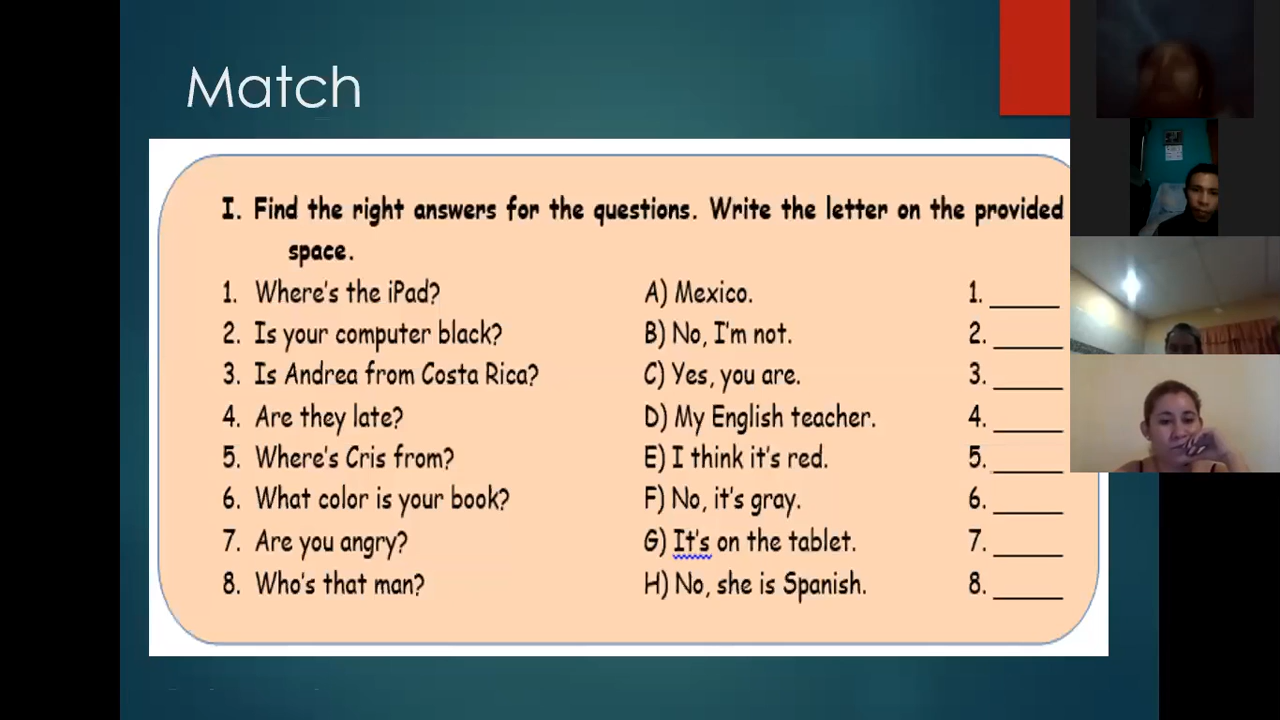 Match
I. Find the right answers for the questions. Write the letter on the provided
space.
1. Where's the iPad? A) Mexico. 1. ______
2. Is your computer black? B) No, I'm not. 2. ______
3. Is Andrea from Costa Rica? C) Yes, you are. 3. ______
4. Are they late? D) My English teacher. 4. ______
5. Where's Cris from? E) I think it's red. 5. ______
6. What color is your book? F) No, it's gray. 6. ______
7. Are you angry? G) It's on the tablet. 7. ______
8. Who's that man? H) No, she is Spanish. 8. ______